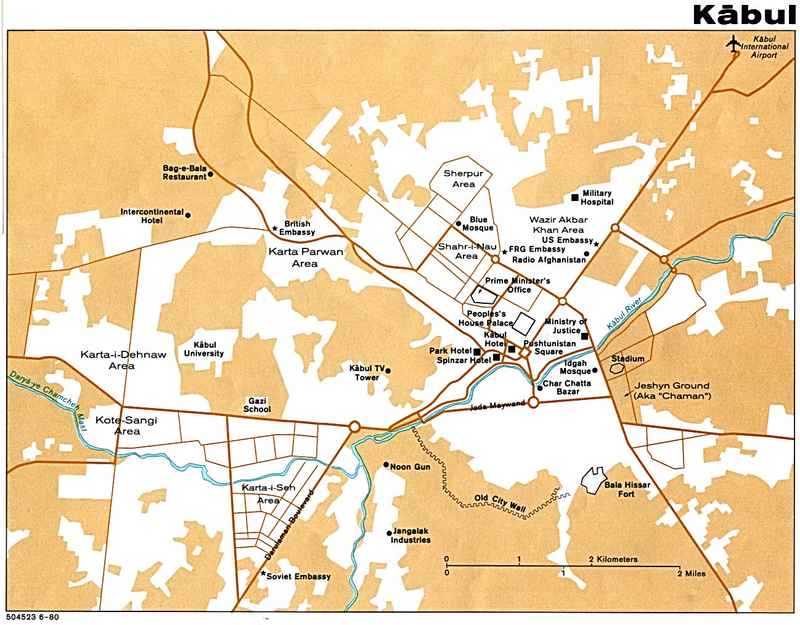 Kābul
Kābul
International
Airport
Sherpur
Area
Bag-e-Bala
Restaurant
Military
Hospital
Intercontinental
Hotel
Blue
Mosque
Wazir Akbar
Khan Area
British
Embassy
US Embassy
Shahr-i-Nau
Area
FRG
Embassy
Karta Parwan
Area
Radio Afghanistan
Prime Minister's
Office
Kābul River
Peoples's
House Palace
Ministry of
Justice
Kābul
Hotel
Pushtunistan
Square
Kābul
University
Park Hotel
Spinzar Hotel
Karta-i-Dehnaw
Area
Stadium
Idgah
Mosque
Kābul TV
Tower
Daryā-ye Chamcheh Mast
Char Chatta
Bazar
Jeshyn Ground
(Aka "Chaman")
Gazi
School
Jada Maywand
Kote-Sangi
Area
Noon Gun
Karta-i-Seh
Area
Bala Hissar
Fort
Old City Wall
Darulaman Boulevard
Jangalak
Industries
0 1 2 Kilometers
0 1 2 Miles
Soviet Embassy
504523 6-80